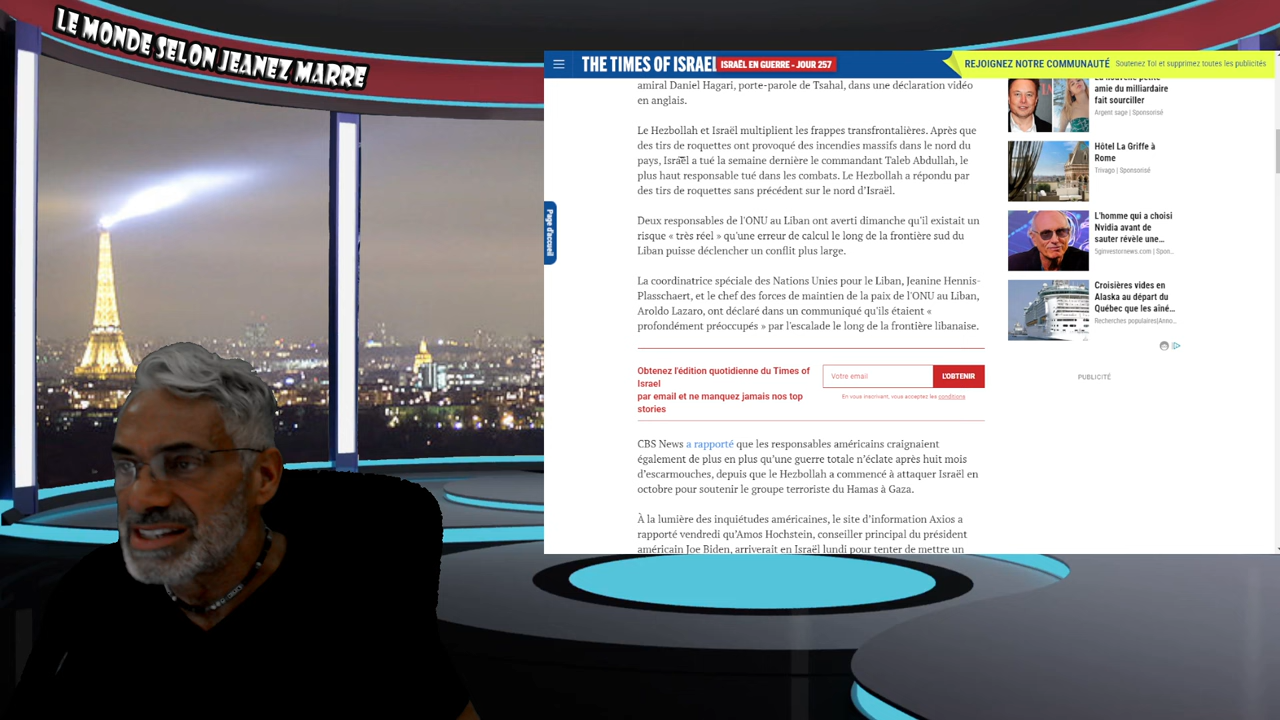 LE MONDE SELON JEANEZ MARRE
THE TIMES OF ISRAEL
ISRAËL EN GUERRE - JOUR 257
REJOIGNEZ NOTRE COMMUNAUTÉ
Soutenez ToI et supprimez toutes les publicités
Page d'accueil
amiral Daniel Hagari, porte-parole de Tsahal, dans une déclaration vidéo
en anglais.
Le Hezbollah et Israël multiplient les frappes transfrontalières. Après que
des tirs de roquettes ont provoqué des incendies massifs dans le nord du
pays, Israël a tué la semaine dernière le commandant Taleb Abdullah, le
plus haut responsable tué dans les combats. Le Hezbollah a répondu par
des tirs de roquettes sans précédent sur le nord d'Israël.
Deux responsables de l'ONU au Liban ont averti dimanche qu'il existait un
risque « très réel » qu'une erreur de calcul le long de la frontière sud du
Liban puisse déclencher un conflit plus large.
La coordinatrice spéciale des Nations Unies pour le Liban, Jeanine Hennis-
Plasschaert, et le chef des forces de maintien de la paix de l'ONU au Liban,
Aroldo Lazaro, ont déclaré dans un communiqué qu'ils étaient «
profondément préoccupés » par l'escalade le long de la frontière libanaise.
Obtenez l'édition quotidienne du Times of
Israel
par email et ne manquez jamais nos top
stories
Votre email
L'OBTENIR
En vous inscrivant, vous acceptez les conditions
CBS News a rapporté que les responsables américains craignaient
également de plus en plus qu'une guerre totale n'éclate après huit mois
d'escarmouches, depuis que le Hezbollah a commencé à attaquer Israël en
octobre pour soutenir le groupe terroriste du Hamas à Gaza.
À la lumière des inquiétudes américaines, le site d'information Axios a
rapporté vendredi qu'Amos Hochstein, conseiller principal du président
américain Joe Biden, arriverait en Israël lundi pour tenter de mettre un
La nouvelle petite
amie du milliardaire
fait sourciller
Argent sage | Sponsorisé
Hôtel La Griffe à
Rome
Trivago | Sponsorisé
L'homme qui a choisi
Nvidia avant de
sauter révèle une...
5ginvestornews.com | Spon...
Croisières vides en
Alaska au départ du
Québec que les aîné...
Recherches populaires|Anno...
PUBLICITÉ